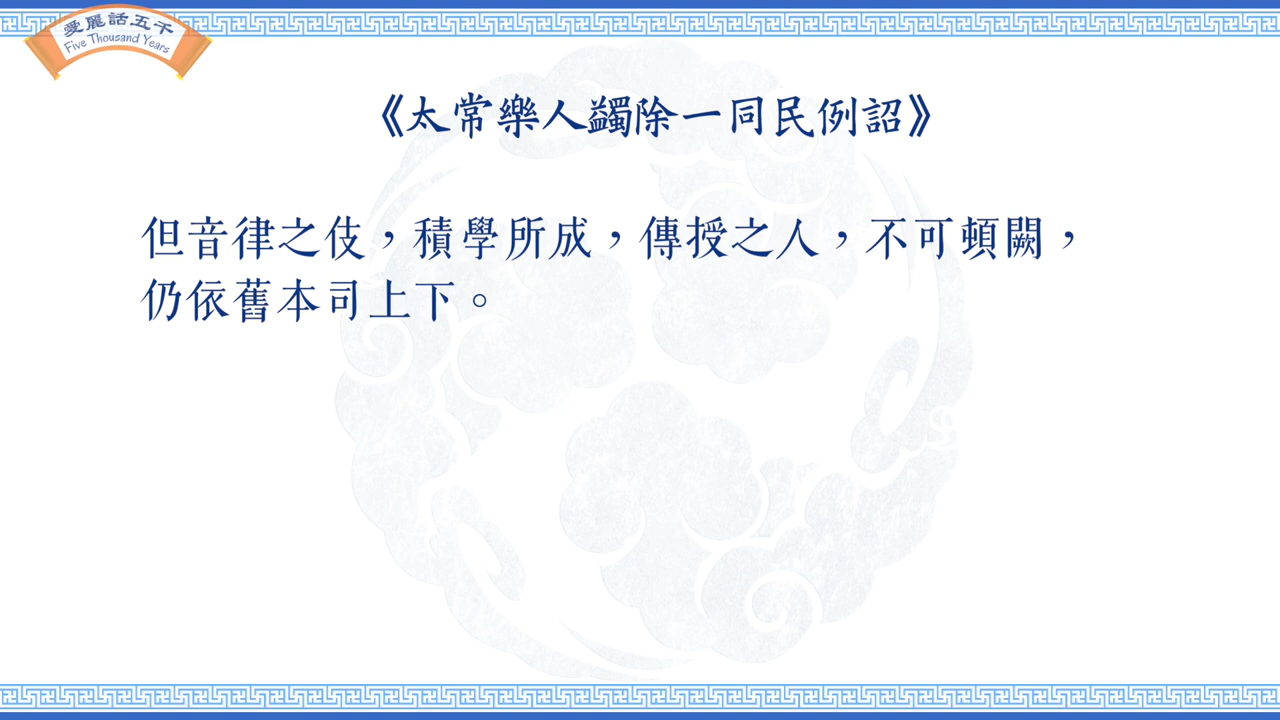 愛麗話五千
Five Thousand Years
《太常樂人蠲除一同民例詔》
但音律之伎，積學所成，傳授之人，不可頓闕，
仍依舊本司上下。